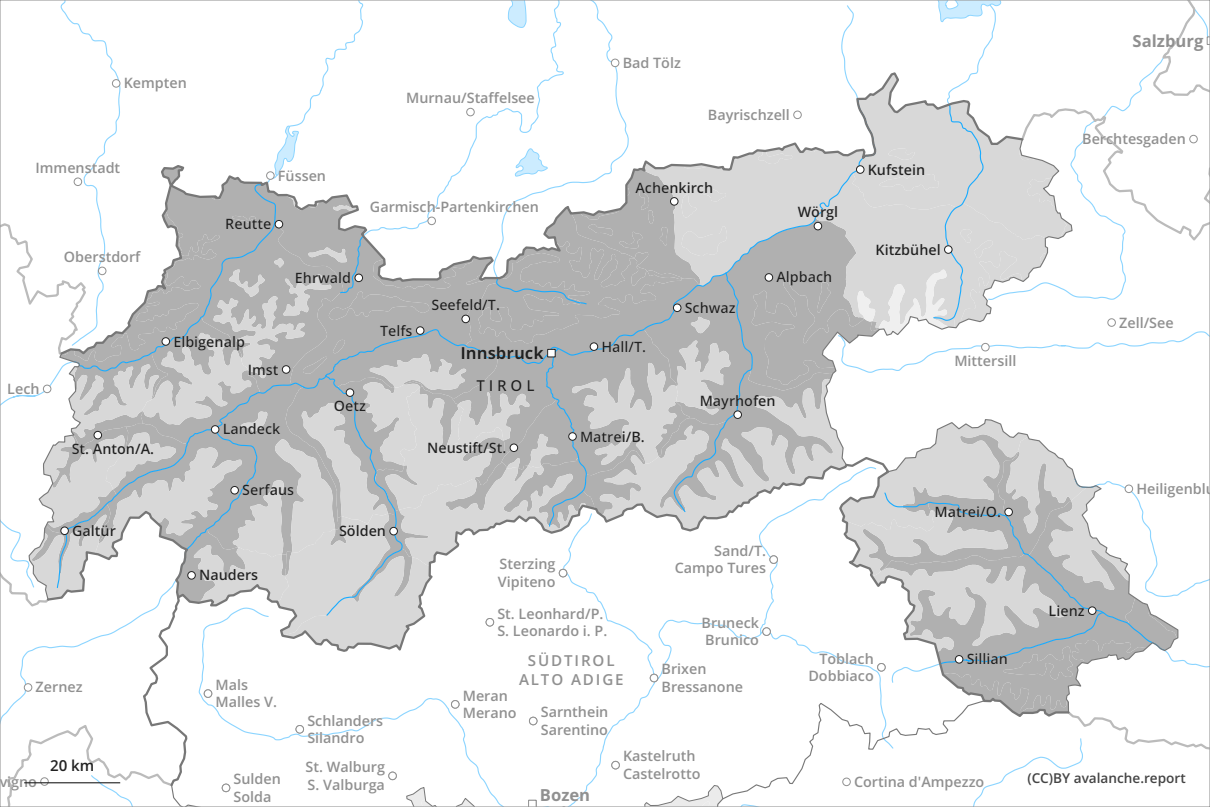 Salzburg
Bad Tölz
Kempten
Murnau/Staffelsee
Bayrischzell
Berchtesgaden
Immenstadt
Füssen
Kufstein
Achenkirch
Garmisch-Partenkirchen
Wörgl
Reutte
Kitzbühel
Oberstdorf
Ehrwald
Alpbach
Seefeld/T.
Schwaz
Zell/See
Telfs
Elbigenalp
Innsbruck
Hall/T.
Mittersill
Imst
TIROL
Lech
Oetz
Mayrhofen
Landeck
Matrei/B.
St. Anton/A.
Neustift/St.
Serfaus
Heiligenblu
Matrei/O.
Galtür
Sölden
Sand/T.
Campo Tures
Sterzing
Vipiteno
Nauders
Lienz
St. Leonhard/P.
S. Leonardo i. P.
Bruneck
Brunico
SÜDTIROL
ALTO ADIGE
Sillian
Toblach
Dobbiaco
Brixen
Bressanone
Zernez
Mals
Malles V.
Meran
Merano
Sarnthein
Sarentino
Schlanders
Silandro
Kastelruth
Castelrotto
20 km
St. Walburg
S. Valburga
vigno
Sulden
Solda
Cortina d'Ampezzo
(CC)BY avalanche.report
Bozen